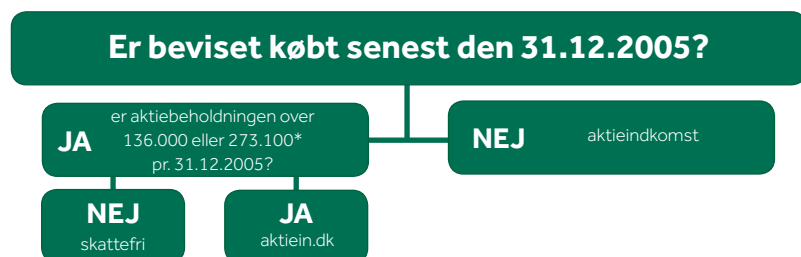 Er beviset købt senest den 31.12.2005?
JA
er aktiebeholdningen over
136.000 eller 273.100*
pr. 31.12.2005?
NEJ aktieindkomst
NEJ
skattefri
JA
aktiein.dk